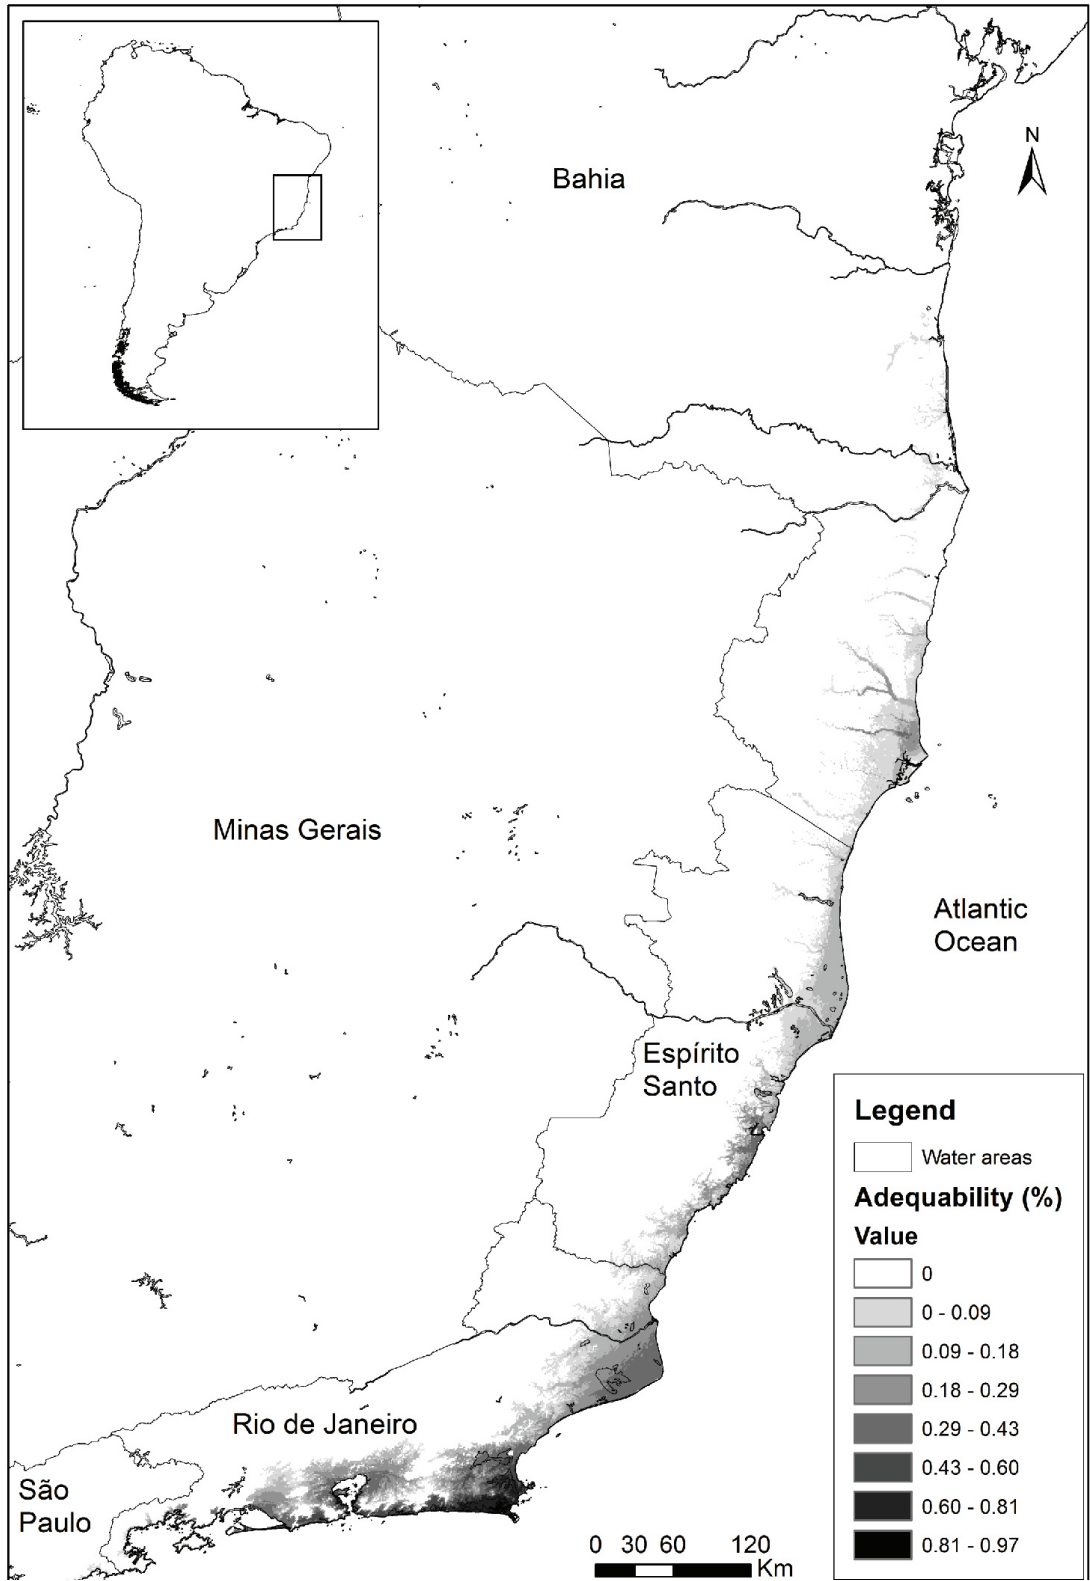 N
Bahia
Minas Gerais
Atlantic
Ocean
Espírito
Santo
Rio de Janeiro
São
Paulo
0 30 60 120
Km
Legend
Water areas
Adequability (%)
Value
0
0 - 0.09
0.09 - 0.18
0.18 - 0.29
0.29 - 0.43
0.43 - 0.60
0.60 - 0.81
0.81 - 0.97